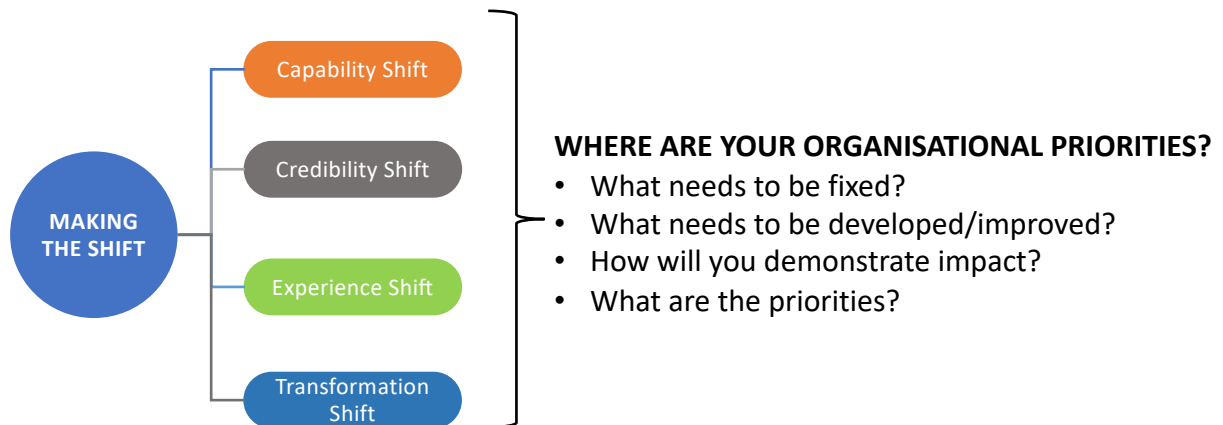 MAKING
THE SHIFT
Capability Shift
Credibility Shift
Experience Shift
Transformation
Shift
WHERE ARE YOUR ORGANISATIONAL PRIORITIES?
• What needs to be fixed?
• What needs to be developed/improved?
• How will you demonstrate impact?
• What are the priorities?